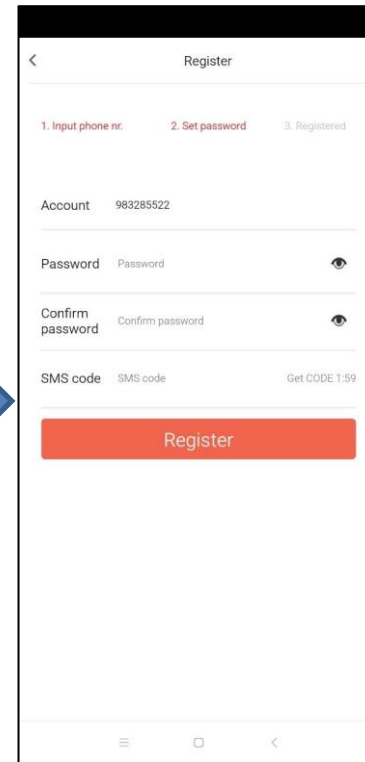 Register
1. Input phone nr. 2. Set password 3. Registered
Account 983285522
Password Password
Confirm
password Confirm password
SMS code SMS code Get CODE 1:59
Register